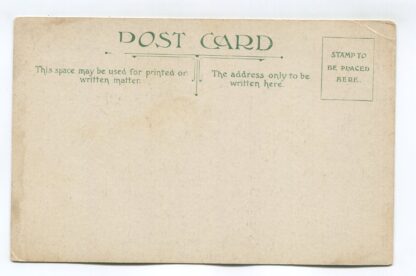 POST CARD
This space may be used for printed or
written matter.
The address only to be
written here.
STAMP TO
BE PLACED
HERE.